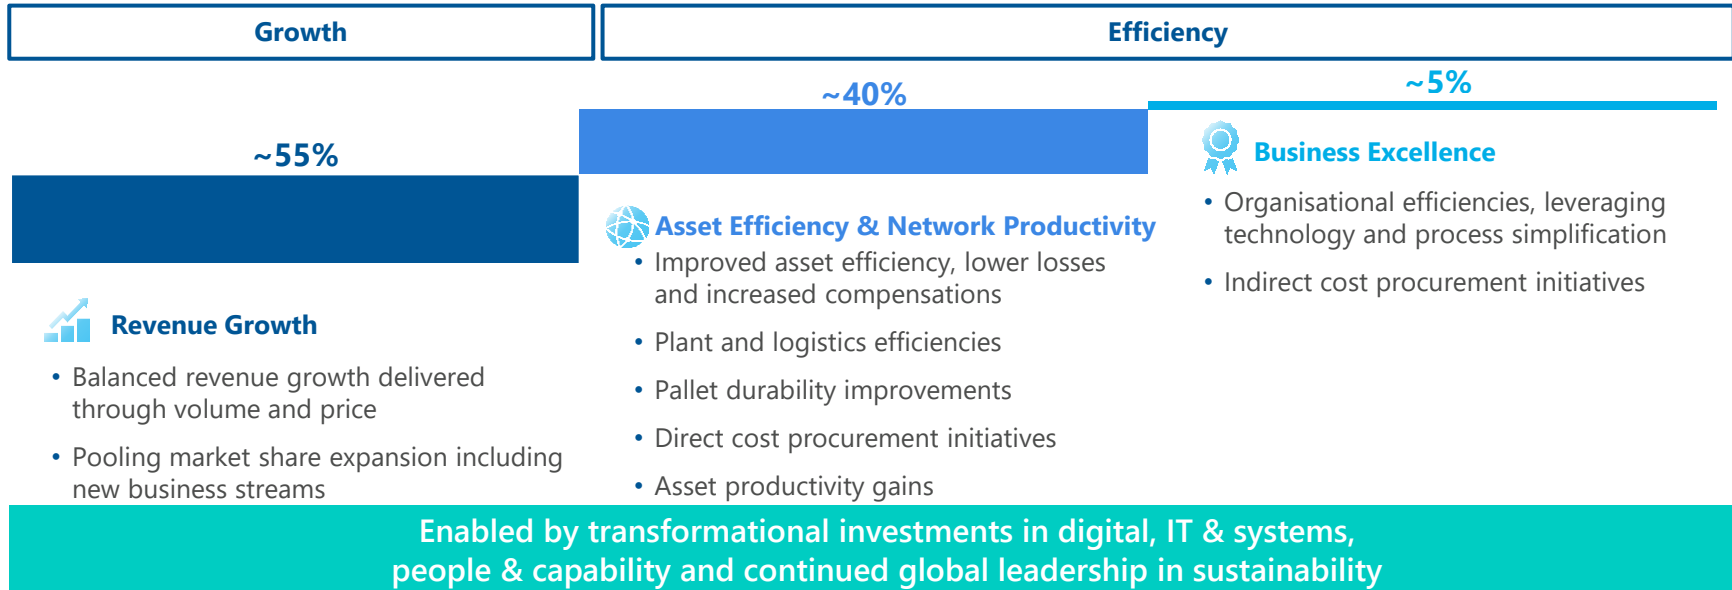 Growth
Efficiency
~55%
Revenue Growth
• Balanced revenue growth delivered
through volume and price
• Pooling market share expansion including
new business streams
~40%
Asset Efficiency & Network Productivity
• Improved asset efficiency, lower losses
and increased compensations
• Plant and logistics efficiencies
• Pallet durability improvements
• Direct cost procurement initiatives
• Asset productivity gains
~5%
Business Excellence
• Organisational efficiencies, leveraging
technology and process simplification
• Indirect cost procurement initiatives
Enabled by transformational investments in digital, IT & systems,
people & capability and continued global leadership in sustainability